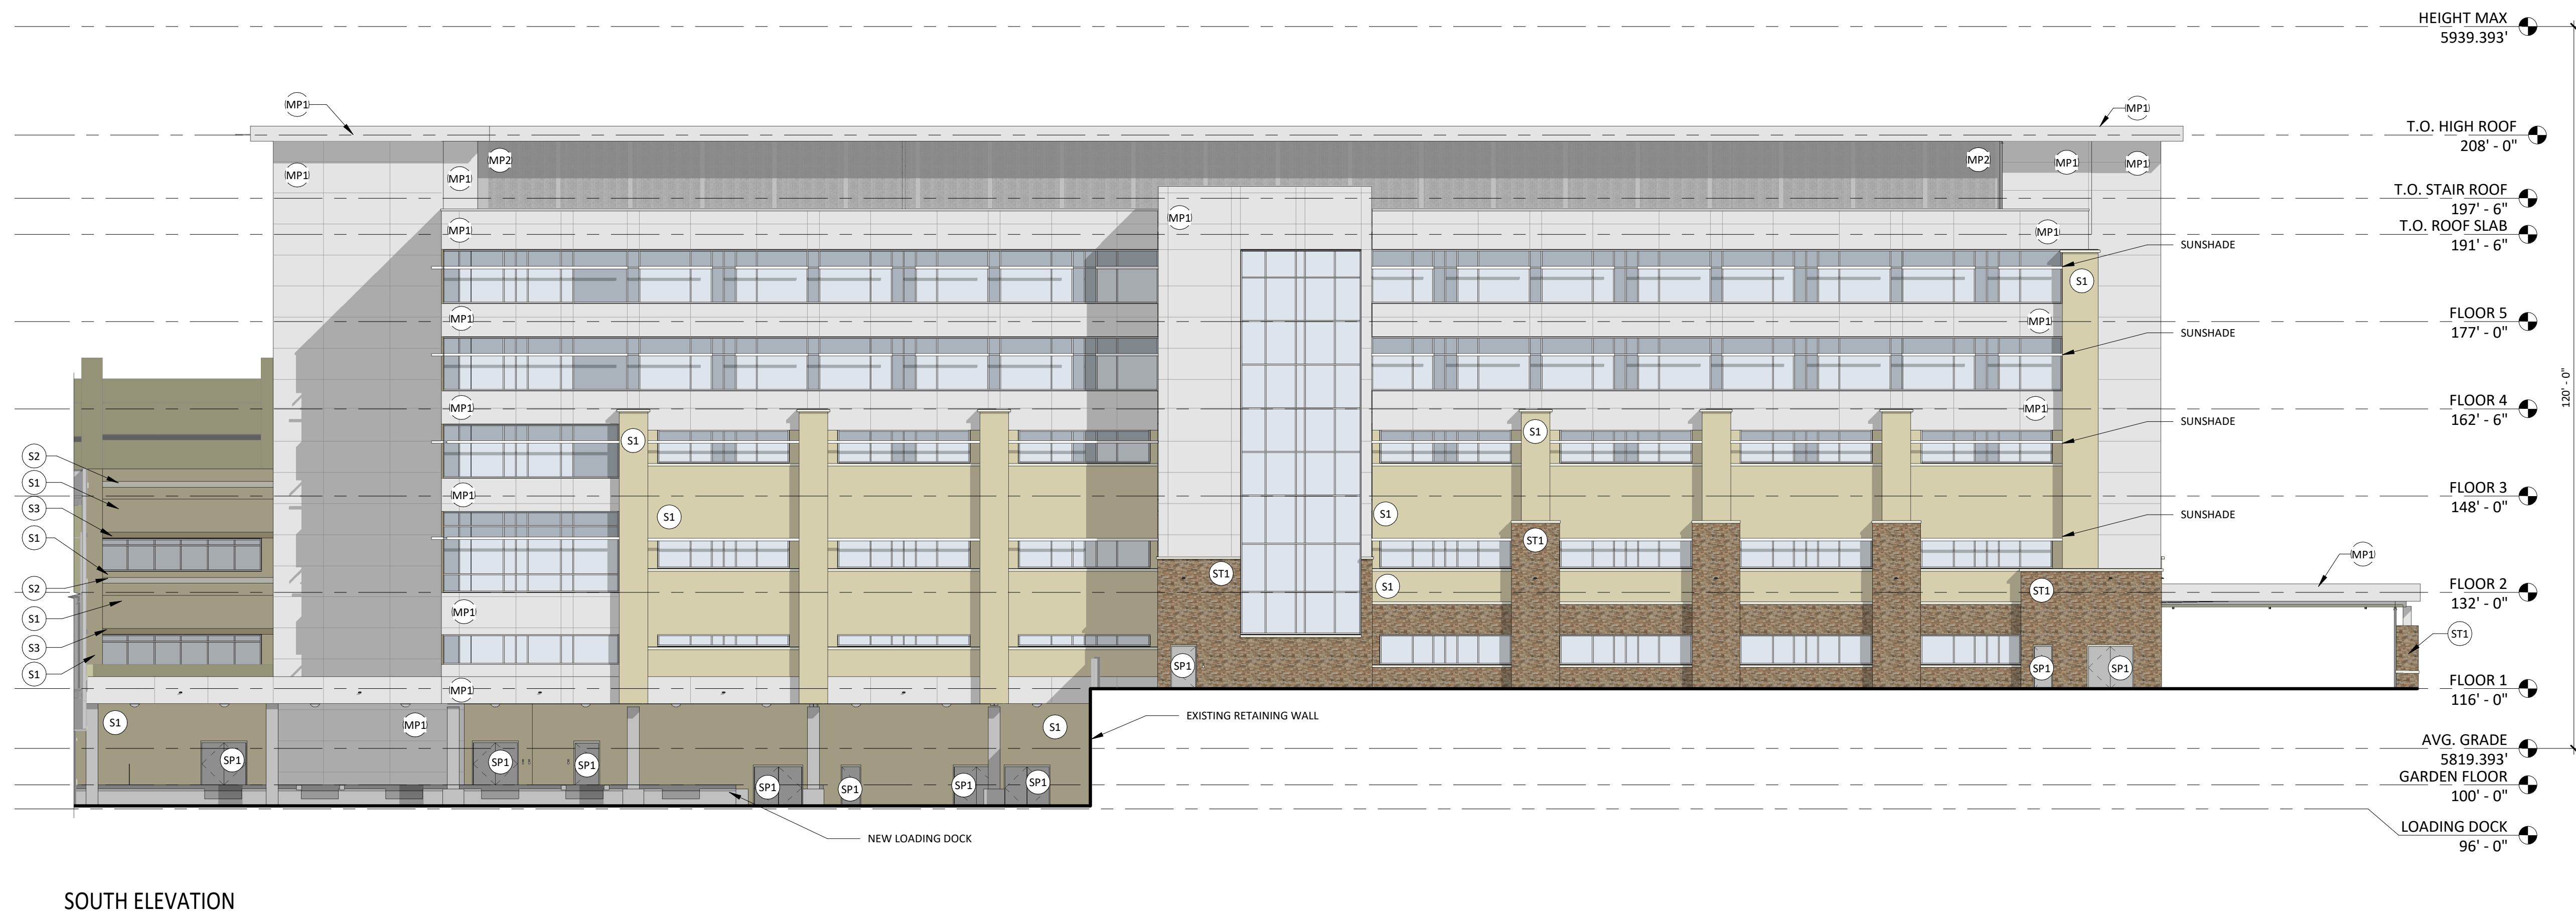 HEIGHT MAX
5939.393'
MP1
MP1
T.O. HIGH ROOF
208' - 0"
MP1
MP1
MP2
MP2
MP1
MP1
T.O. STAIR ROOF
197' - 6"
MP1
MP1
MP1
T.O. ROOF SLAB
191' - 6"
SUNSHADE
S1
MP1
MP1
FLOOR 5
177' - 0"
SUNSHADE
120' - 0"
MP1
MP1
FLOOR 4
162' - 6"
SUNSHADE
S1
S1
S2
S1
MP1
FLOOR 3
148' - 0"
S3
S1
S1
SUNSHADE
S1
ST1
MP1
ST1
S2
S1
ST1
FLOOR 2
132' - 0"
S1
MP1
ST1
S3
SP1
SP1
SP1
S1
MP1
FLOOR 1
116' - 0"
S1
MP1
S1
EXISTING RETAINING WALL
AVG. GRADE
5819.393'
SP1
SP1
SP1
GARDEN FLOOR
100' - 0"
SP1
SP1
SP1
SP1
NEW LOADING DOCK
LOADING DOCK
96' - 0"
SOUTH ELEVATION